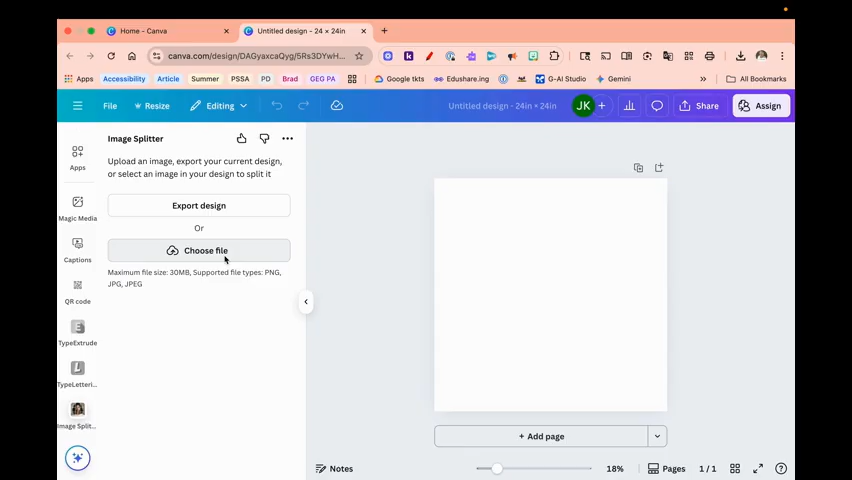 Home - Canva
Untitled design - 24 × 24in
canva.com/design/DAGyaxcaQyg/5Rs3DYwH...
Apps
Accessibility
Article
Summer
PSSA
PD
Brad
GEG PA
Google tkts
Edushare.ing
G-AI Studio
Gemini
All Bookmarks
File
Resize
Editing
Untitled design - 24in × 24in
JK
Share
Assign
Apps
Magic Media
Captions
QR code
TypeExtrude
TypeLetteri...
Image Split...
Image Splitter
Upload an image, export your current design,
or select an image in your design to split it
Export design
Or
Choose file
Maximum file size: 30MB, Supported file types: PNG,
JPG, JPEG
+ Add page
Notes
18%
Pages
1 / 1